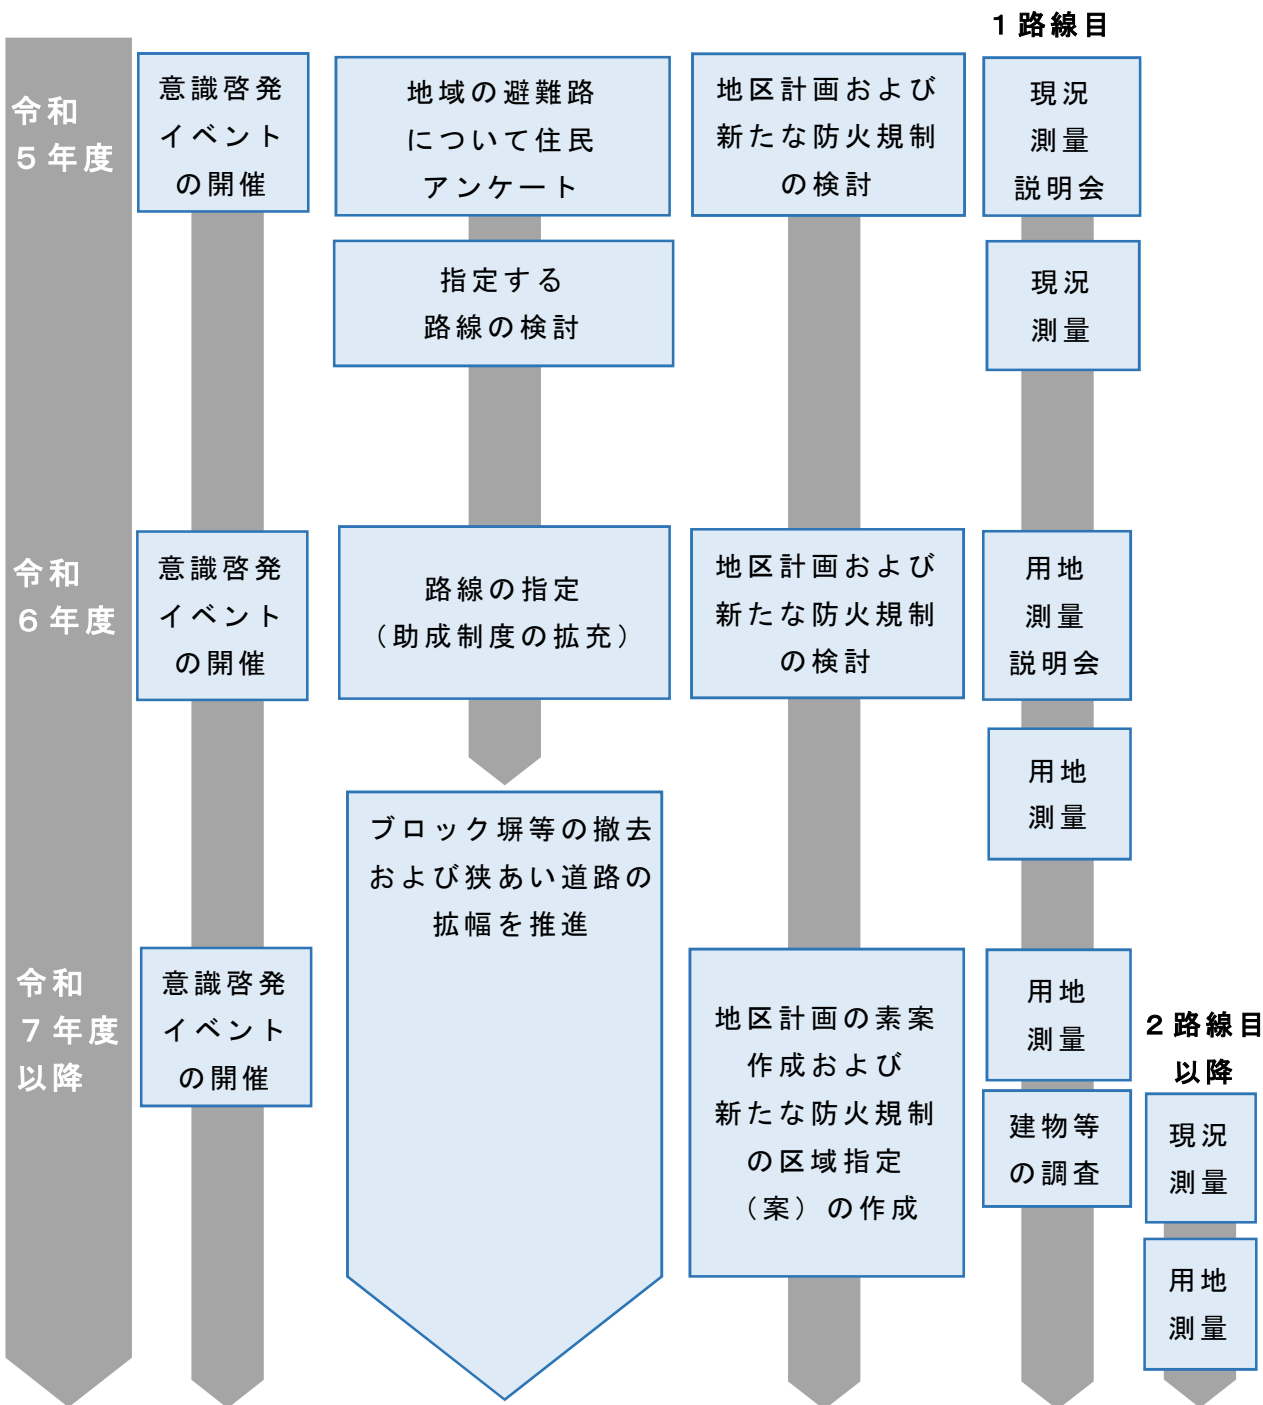 1路線目
令和
5年度
意識啓発
イベント
の開催
地域の避難路
について住民
アンケート
地区計画および
新たな防火規制
の検討
現況
測量
説明会
指定する
路線の検討
現況
測量
令和
6年度
意識啓発
イベント
の開催
路線の指定
（助成制度の拡充）
地区計画および
新たな防火規制
の検討
用地
測量
説明会
用地
測量
ブロック塀等の撤去
および狭あい道路の
拡幅を推進
令和
7年度
以降
意識啓発
イベント
の開催
地区計画の素案
作成および
新たな防火規制
の区域指定
（案）の作成
用地
測量
建物等
の調査
2路線目
以降
現況
測量
用地
測量